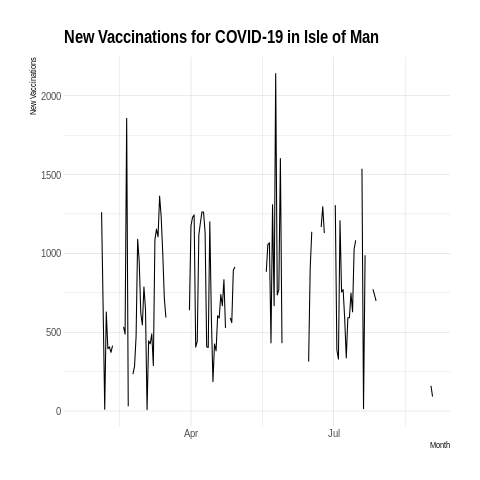 New Vaccinations for COVID-19 in Isle of Man
New Vaccinations
2000
1500
1000
500
0
Apr
Jul
Month